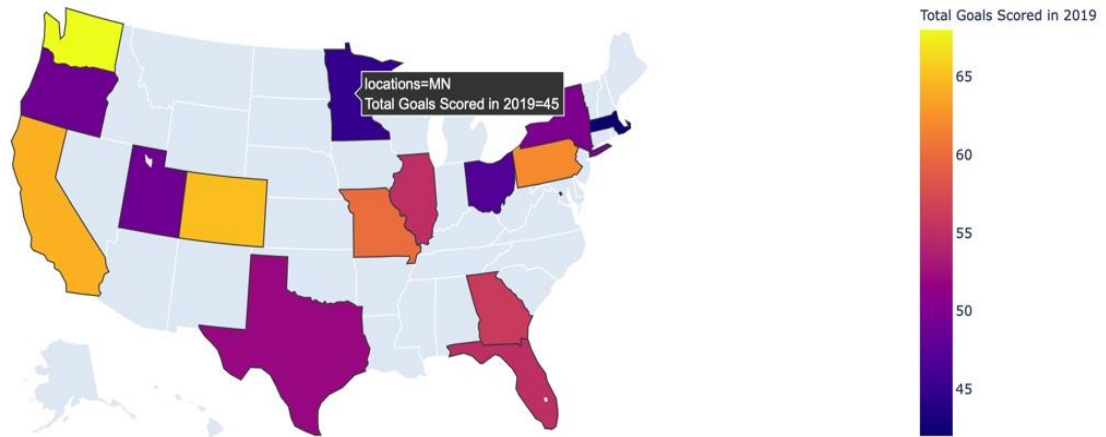 Total Goals Scored in 2019
locations=MN
Total Goals Scored in 2019=45
65
60
55
50
45